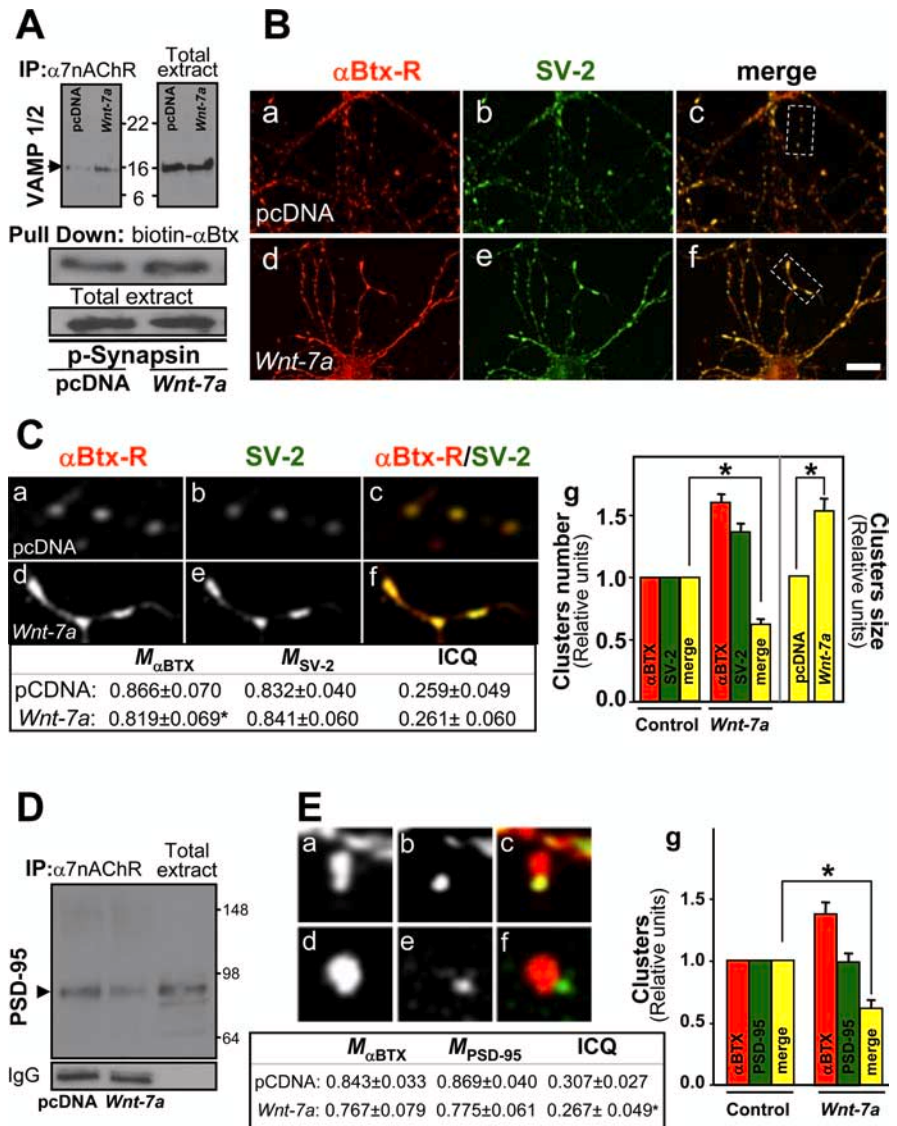 A
IP:α7nAChR
Total
extract
pcDNA
Wnt-7a
pcDNA
Wnt-7a
VAMP 1/2
22
16
6
Pull Down: biotin-αBtx
Total extract
p-Synapsin
pcDNA Wnt-7a
B
αBtx-R SV-2 merge
a b c
pcDNA
d e f
Wnt-7a
C
αBtx-R SV-2 αBtx-R/SV-2
a b c
pcDNA
d e f
Wnt-7a
MαBTX MSV-2 ICQ
pCDNA: 0.866±0.070 0.832±0.040 0.259±0.049
Wnt-7a: 0.819±0.069* 0.841±0.060 0.261± 0.060
g
Clusters number
(Relative units)
1.5
1.0
0.5
0.0
* *
αBTX
SV-2
merge
αBTX
SV-2
merge
pcDNA
Wnt-7a
Control Wnt-7a
Clusters size
(Relative units)
D
IP:α7nAChR
Total
extract
PSD-95
148
98
64
IgG
pcDNA Wnt-7a
E
a b c
d e f
MαBTX MPSD-95 ICQ
pCDNA: 0.843±0.033 0.869±0.040 0.307±0.027
Wnt-7a: 0.767±0.079 0.775±0.061 0.267± 0.049*
g
Clusters
(Relative units)
1.5
1.0
0.5
0.0
*
αBTX
PSD-95
merge
αBTX
PSD-95
merge
Control Wnt-7a